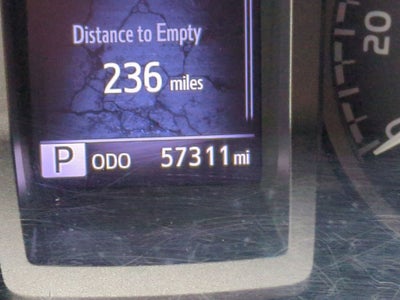 Distance to Empty
236 miles
P ODO 57311 mi
20